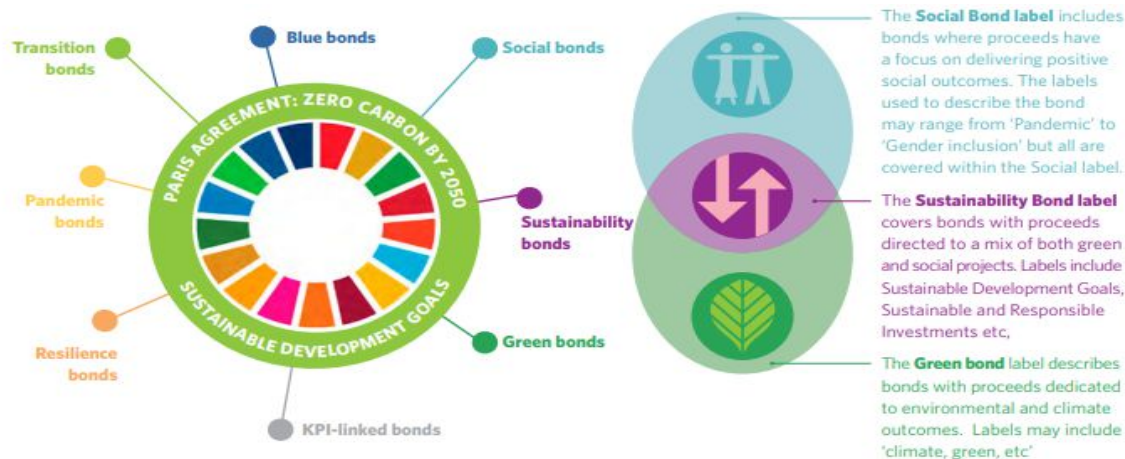 Transition
bonds
Blue bonds
Social bonds
PARIS AGREEMENT: ZERO CARBON BY 2050
SUSTAINABLE DEVELOPMENT GOALS
Pandemic
bonds
Sustainability
bonds
Resilience
bonds
Green bonds
KPI-linked bonds
The Social Bond label includes
bonds where proceeds have
a focus on delivering positive
social outcomes. The labels
used to describe the bond
may range from ‘Pandemic’ to
‘Gender inclusion’ but all are
covered within the Social label.
The Sustainability Bond label
covers bonds with proceeds
directed to a mix of both green
and social projects. Labels include
Sustainable Development Goals,
Sustainable and Responsible
Investments etc,
The Green bond label describes
bonds with proceeds dedicated
to environmental and climate
outcomes. Labels may include
‘climate, green, etc’